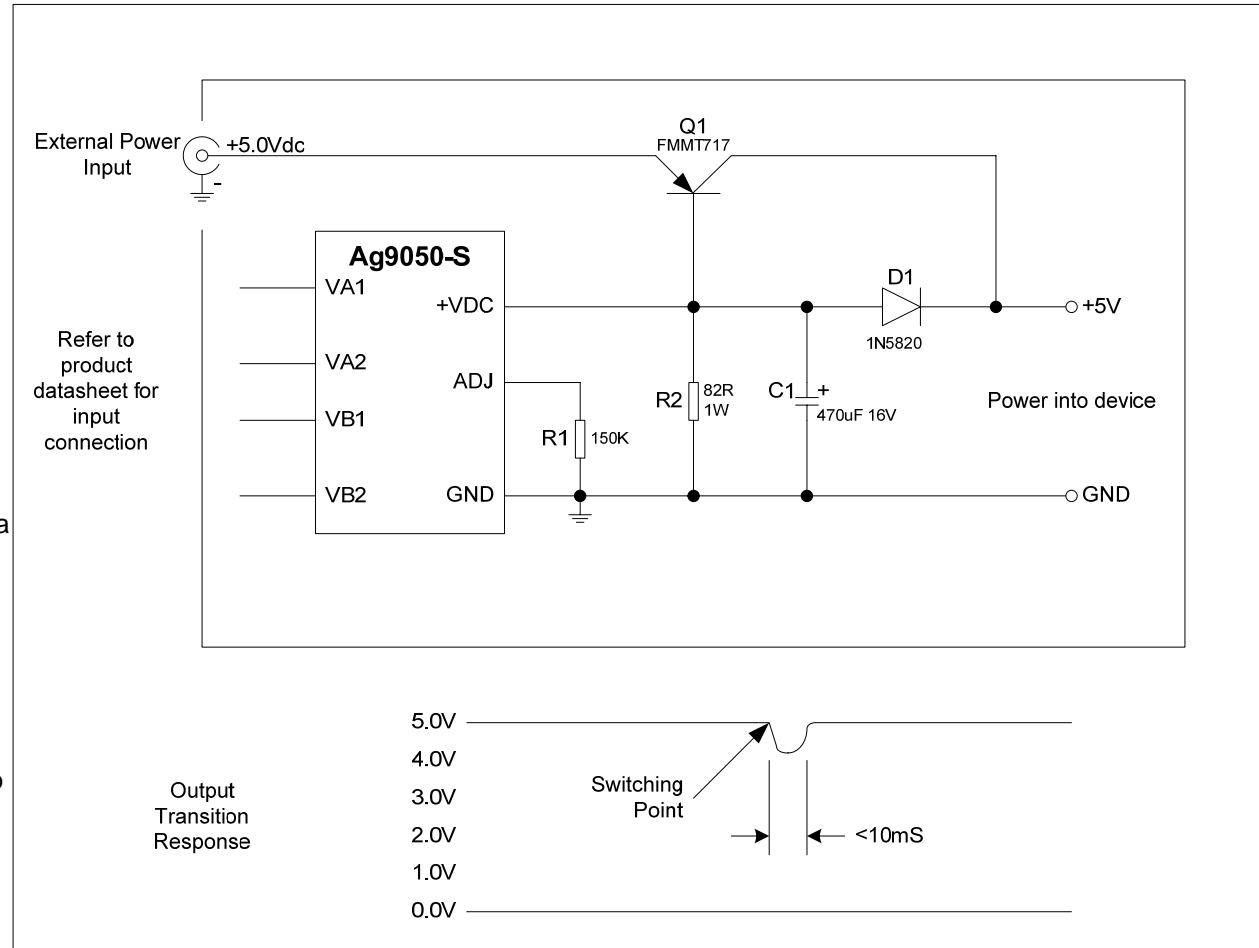 External Power
Input
+5.0Vdc
-
Q1
FMMT717
Ag9050-S
VA1
VA2
VB1
VB2
+VDC
ADJ
GND
Refer to
product
datasheet for
input
connection
R1
150K
R2
82R
1W
C1
+
470uF 16V
D1
1N5820
+5V
Power into device
GND
a
5.0V
4.0V
3.0V
2.0V
1.0V
0.0V
Switching
Point
<10mS
Output
Transition
Response